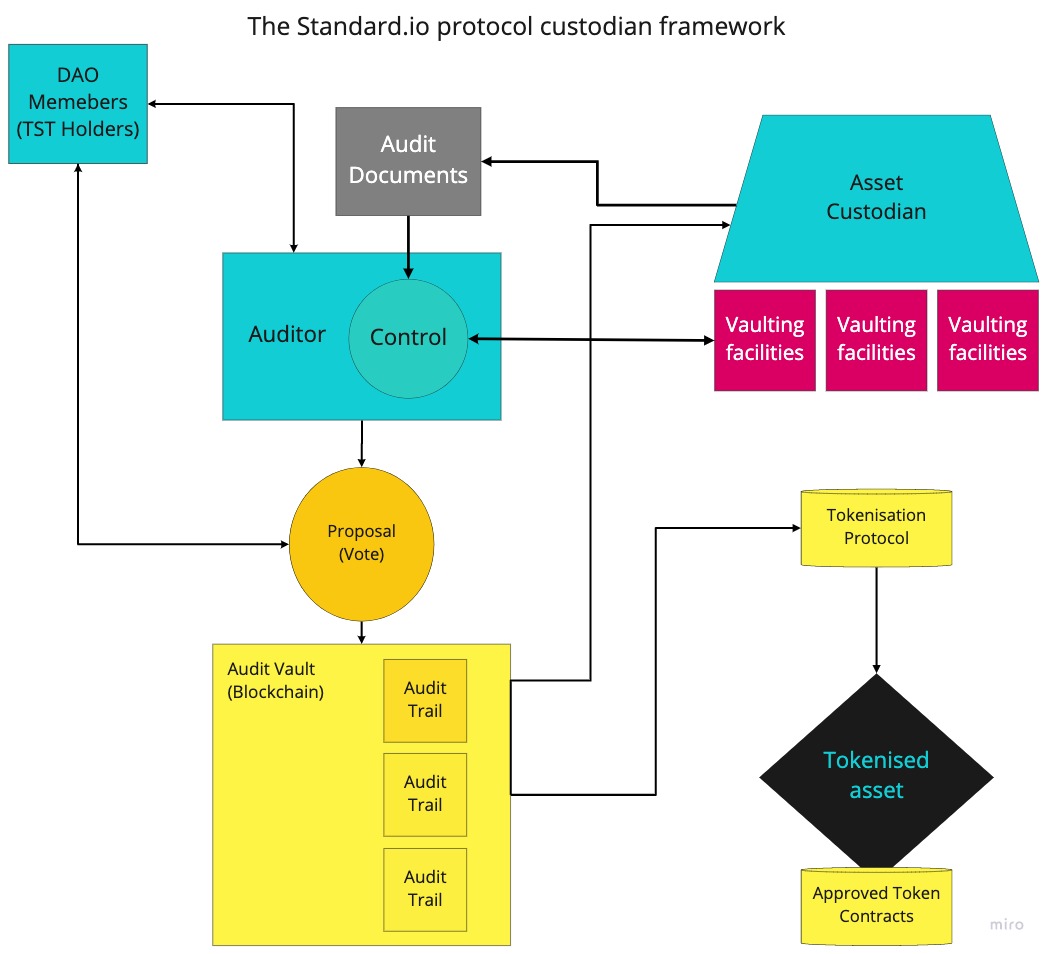 The Standard.io protocol custodian framework
DAO
Memebers
(TST Holders)
Audit
Documents
Asset
Custodian
Auditor
Control
Vaulting
facilities
Vaulting
facilities
Vaulting
facilities
Proposal
(Vote)
Tokenisation
Protocol
Audit Vault
(Blockchain)
Audit
Trail
Audit
Trail
Audit
Trail
Tokenised
asset
Approved Token
Contracts
miro